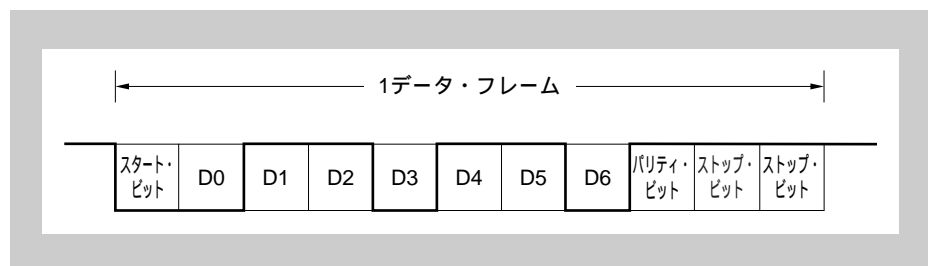 1データ・フレーム
スタート・
ビット
D0
D1
D2
D3
D4
D5
D6
パリティ・
ビット
ストップ・
ビット
ストップ・
ビット